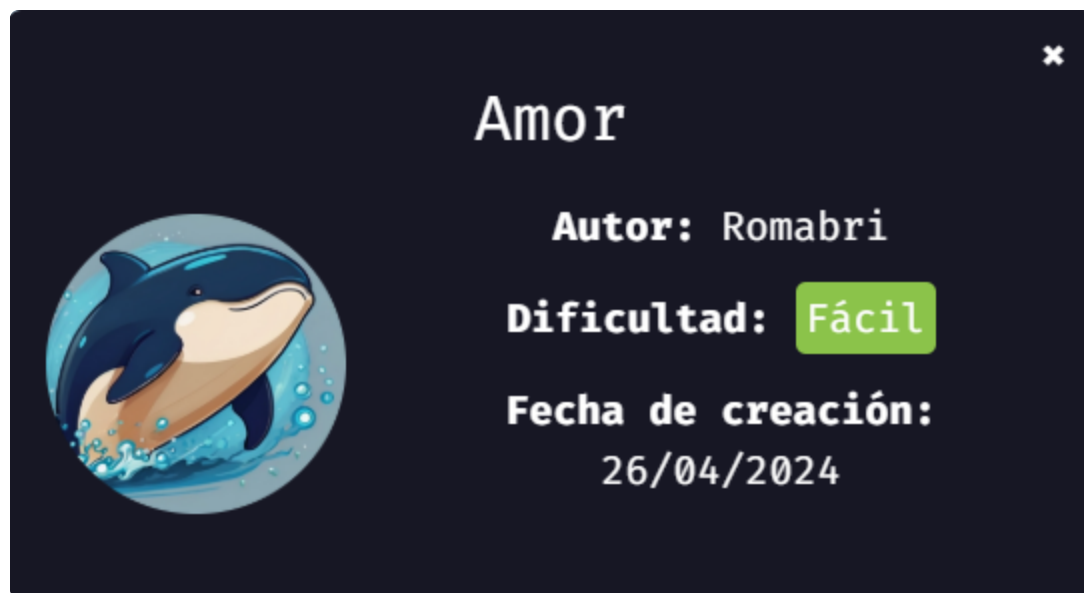 ✖
Amor
Autor: Romabri
Dificultad: Fácil
Fecha de creación:
26/04/2024